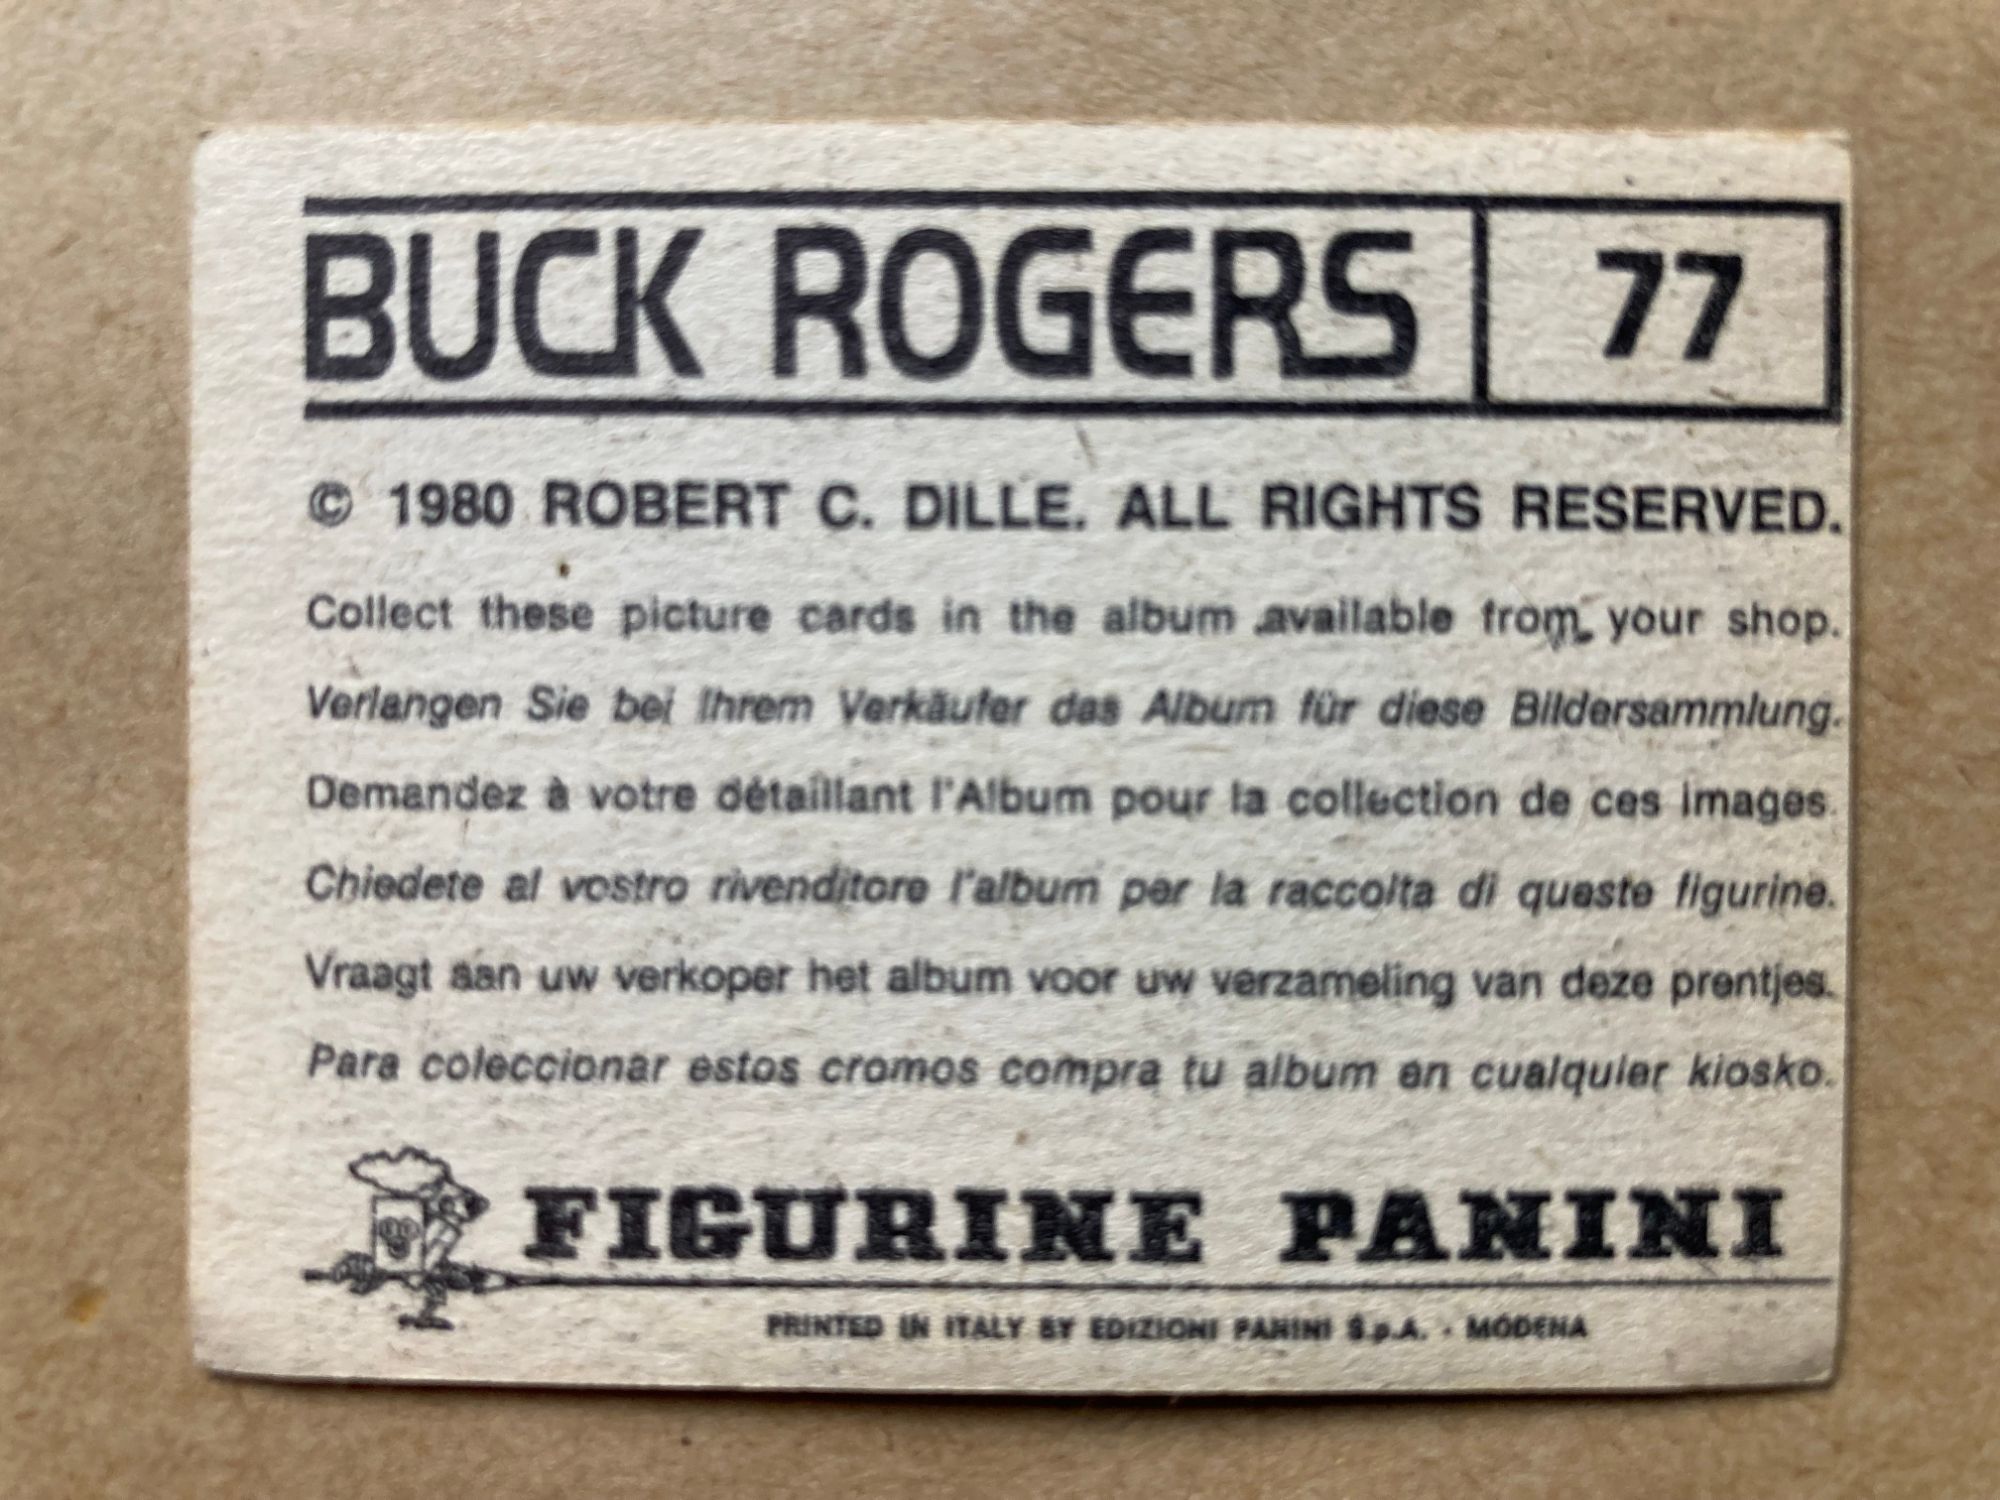 BUCK ROGERS 77
© 1980 ROBERT C. DILLE. ALL RIGHTS RESERVED.
Collect these picture cards in the album available from your shop.
Verlangen Sie bei Ihrem Verkäufer das Album für diese Bildersammlung.
Demandez à votre détaillant l'Album pour la collection de ces images.
Chiedete al vostro rivenditore l'album per la raccolta di queste figurine.
Vraagt aan uw verkoper het album voor uw verzameling van deze prentjes.
Para coleccionar estos cromos compra tu album en cualquier kiosko.
FIGURINE PANINI
PRINTED IN ITALY BY EDIZIONI PANINI S.p.A. - MODENA